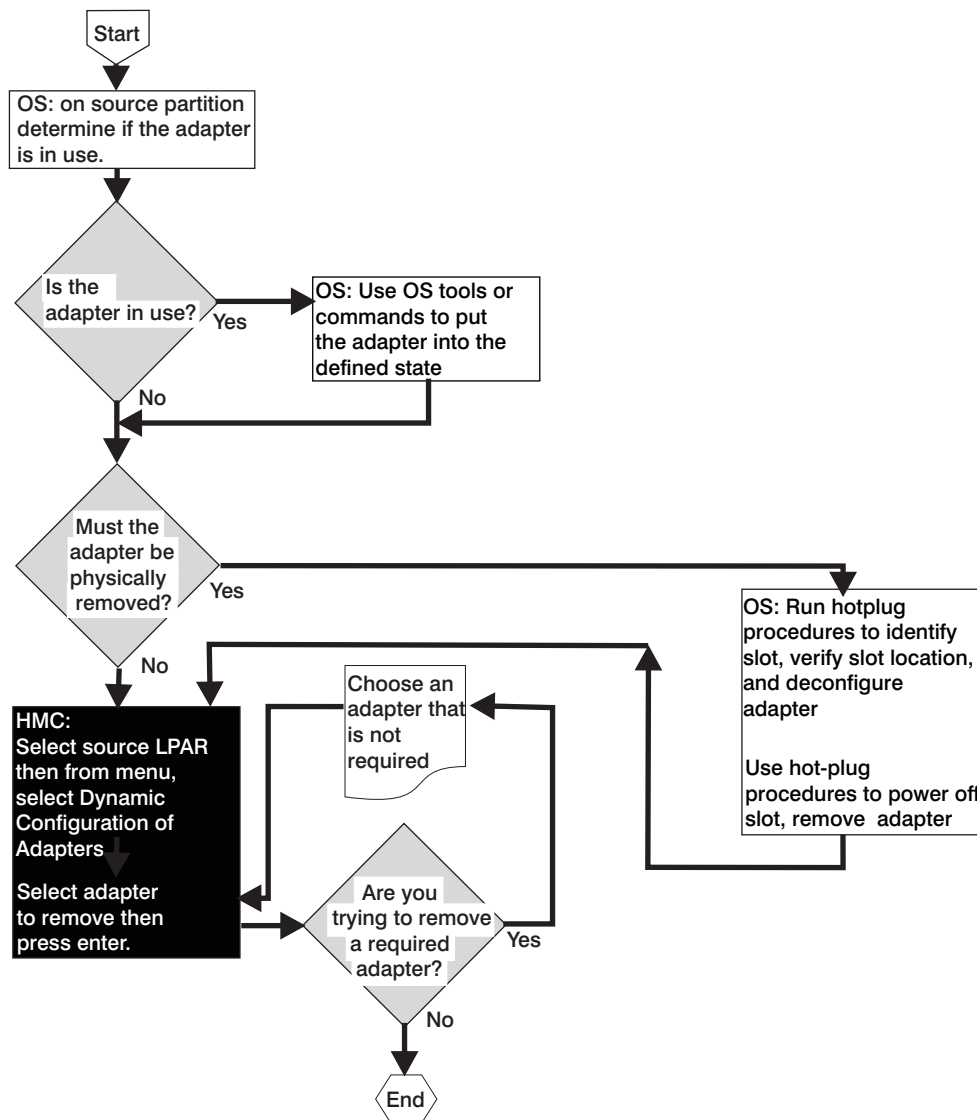 Start
OS: on source partition
determine if the adapter
is in use.
Is the
adapter in use?
Yes
OS: Use OS tools or
commands to put
the adapter into the
defined state
No
Must the
adapter be
physically
removed?
Yes
OS: Run hotplug
procedures to identify
slot, verify slot location,
and deconfigure
adapter
Use hot-plug
procedures to power off
slot, remove adapter
No
Choose an
adapter that
is not
required
HMC:
Select source LPAR
then from menu,
select Dynamic
Configuration of
Adapters
Select adapter
to remove then
press enter.
Are you
trying to remove
a required
adapter?
Yes
No
End